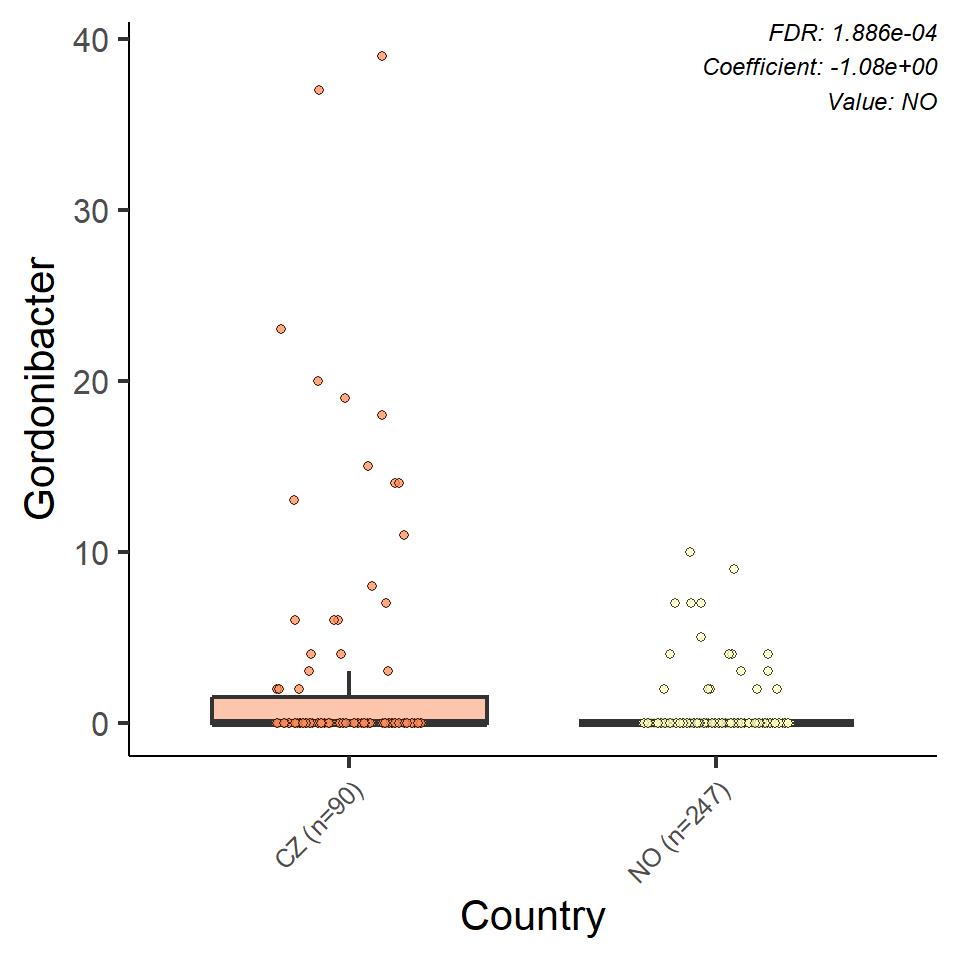 FDR: 1.886e-04
Coefficient: -1.08e+00
Value: NO
40
30
20
10
0
Gordonibacter
CZ (n=90)
NO (n=247)
Country